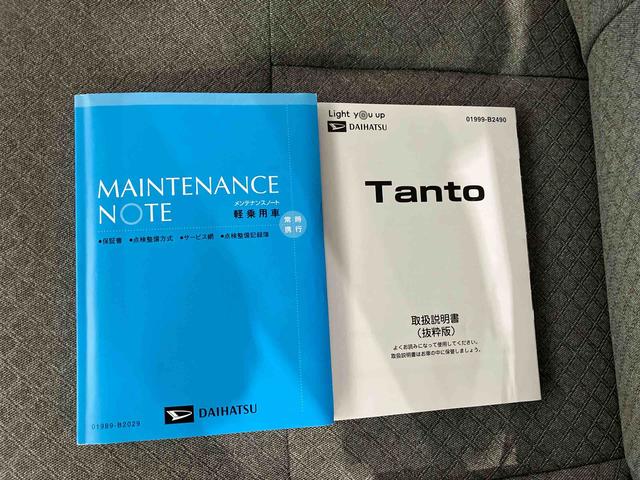 MAINTENANCE
NOTE
メンテナンスノート
軽乗用車
常時
携行
●保証書 ●点検整備方式 ●サービス網 ●点検整備記録簿
DAIHATSU
01989-B2029
Light you up
DAIHATSU
01999-B2490
Tanto
取扱説明書
(抜粋版)
よくお読みになって使用してください。
取扱説明書はお車の中に保管しましょう。